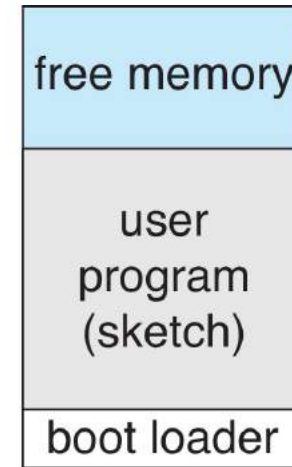 free memory
user
program
(sketch)
boot loader